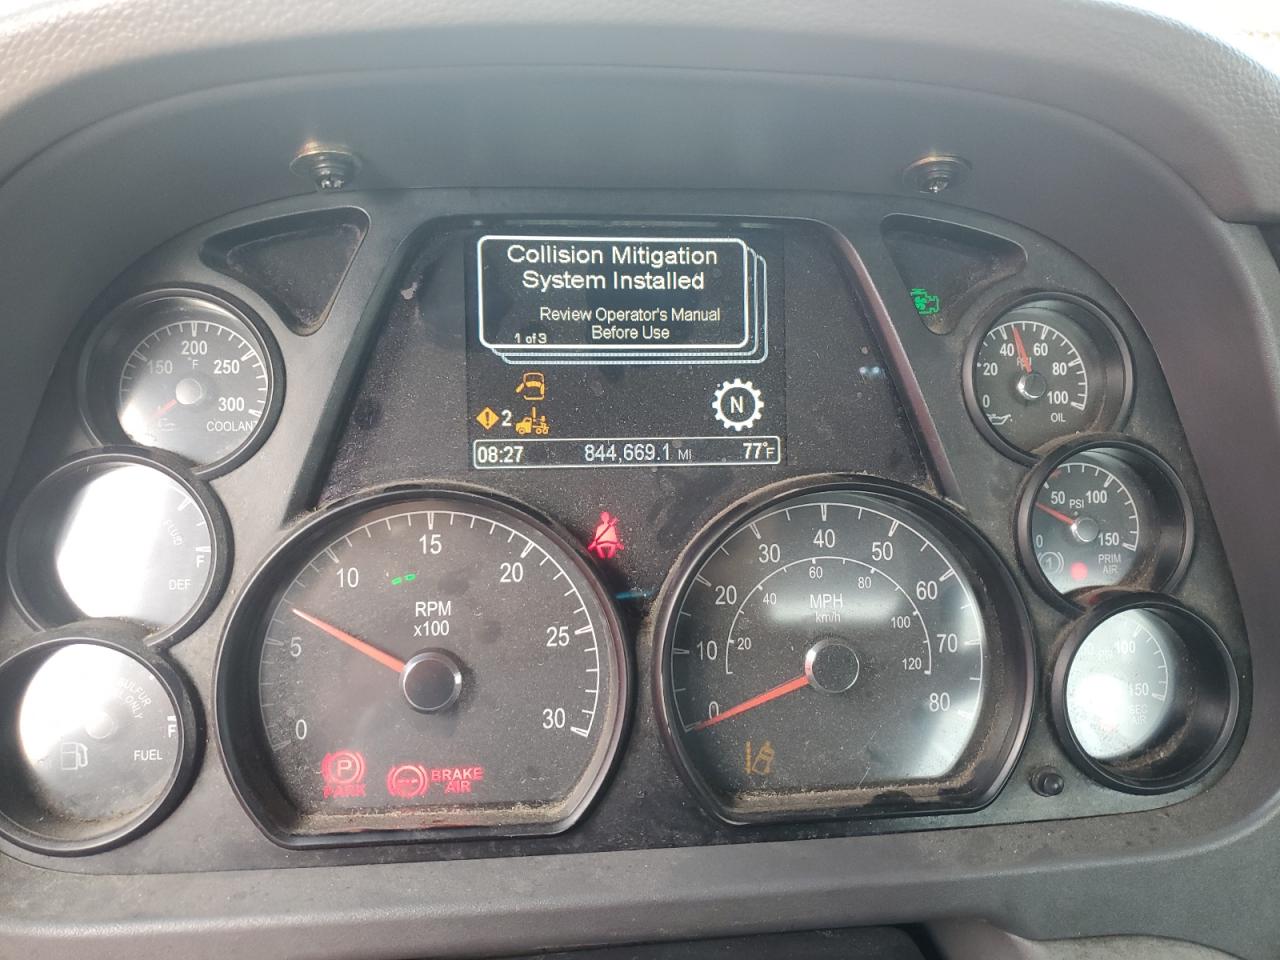 Collision Mitigation
System Installed
Review Operator's Manual
Before Use
1 of 3
2
N
08:27 844,669.1 MI 77°F
150 200 250 300
°F
COOLANT
F
DEF
F
FUEL
0 5 10 15 20 25 30
RPM
x100
P
PARK
BRAKE
AIR
0 10 20 30 40 50 60 70 80
20 40 60 80 100 120
MPH
km/h
0 20 40 60 80 100
PSI
OIL
0 50 100 150
PSI
1
PRIM
AIR
100
150
SEC
AIR